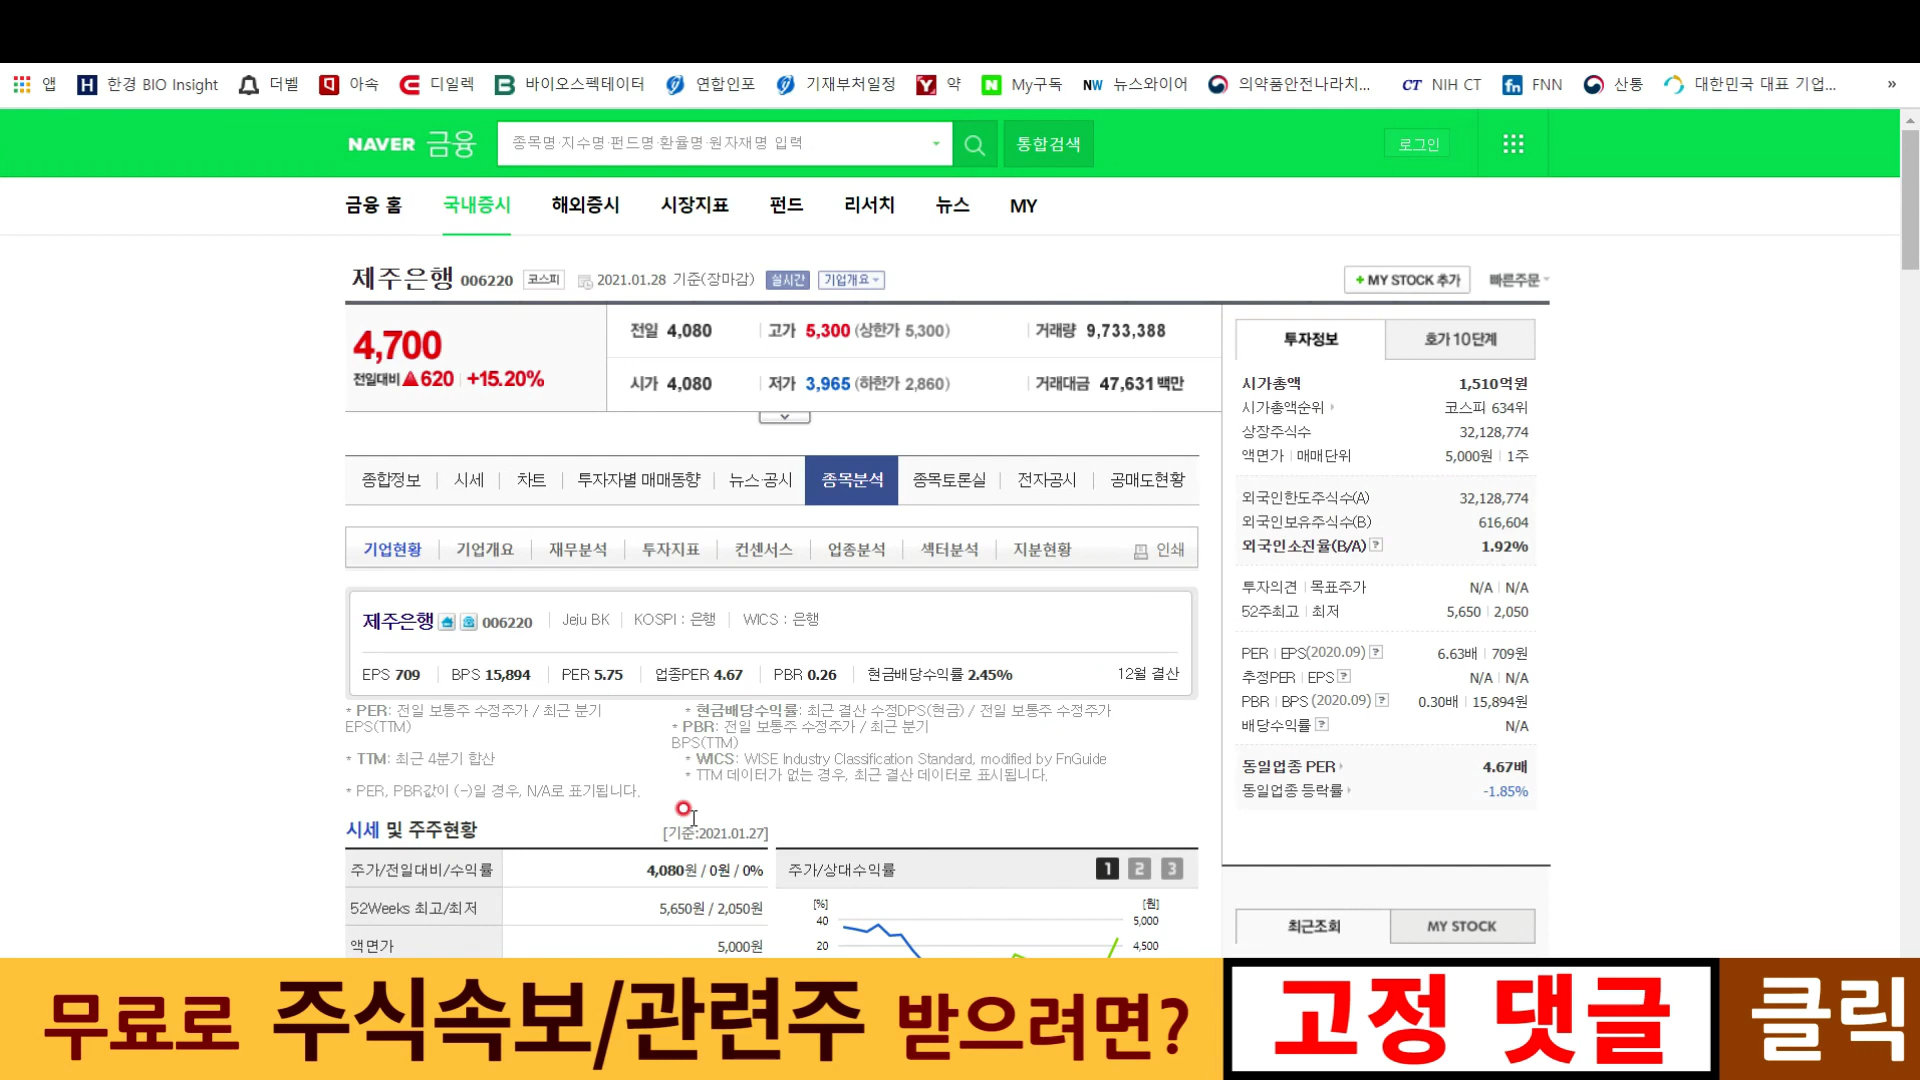 앱 한경 BIO Insight 더벨 아속 디일렉 바이오스펙테이터 연합인포 기재부처일정 약 My구독 NW 뉴스와이어 의약품안전나라치... CT NIH CT fn FNN 산통 대한민국 대표 기업... »
NAVER 금융 종목명·지수명·펀드명·환율명·원자재명 입력 통합검색 로그인
금융 홈 국내증시 해외증시 시장지표 펀드 리서치 뉴스 MY
제주은행 006220 코스피 2021.01.28 기준(장마감) 실시간 기업개요 + MY STOCK 추가 빠른주문
4,700
전일대비 ▲620 +15.20%
전일 4,080 고가 5,300 (상한가 5,300) 거래량 9,733,388
시가 4,080 저가 3,965 (하한가 2,860) 거래대금 47,631 백만
종합정보 시세 차트 투자자별 매매동향 뉴스·공시 종목분석 종목토론실 전자공시 공매도현황
기업현황 기업개요 재무분석 투자지표 컨센서스 업종분석 섹터분석 지분현황 인쇄
제주은행 006220 Jeju BK KOSPI : 은행 WICS : 은행
EPS 709 BPS 15,894 PER 5.75 업종PER 4.67 PBR 0.26 현금배당수익률 2.45% 12월 결산
* PER: 전일 보통주 수정주가 / 최근 분기
EPS(TTM)
* 현금배당수익률: 최근 결산 수정DPS(현금) / 전일 보통주 수정주가
* PBR: 전일 보통주 수정주가 / 최근 분기
BPS(TTM)
* TTM: 최근 4분기 합산
* WICS: WISE Industry Classification Standard, modified by FnGuide
* TTM 데이터가 없는 경우, 최근 결산 데이터로 표시됩니다.
* PER, PBR값이 (-)일 경우, N/A로 표기됩니다.
시세 및 주주현황 [기준:2021.01.27]
주가/전일대비/수익률 4,080원 / 0원 / 0%
52Weeks 최고/최저 5,650원 / 2,050원
액면가 5,000원
주가/상대수익률 1 2 3
[%] [원]
40 5,000
20 4,500
투자정보 호가 10단계
시가총액 1,510억원
시가총액순위 코스피 634위
상장주식수 32,128,774
액면가 매매단위 5,000원 1주
외국인한도주식수(A) 32,128,774
외국인보유주식수(B) 616,604
외국인소진율(B/A) ? 1.92%
투자의견 목표주가 N/A N/A
52주최고 최저 5,650 2,050
PER EPS(2020.09) ? 6.63배 709원
추정PER EPS ? N/A N/A
PBR BPS (2020.09) ? 0.30배 15,894원
배당수익률 ? N/A
동일업종 PER 4.67배
동일업종 등락률 -1.85%
최근조회 MY STOCK
무료로 주식속보/관련주 받으려면? 고정 댓글 클릭